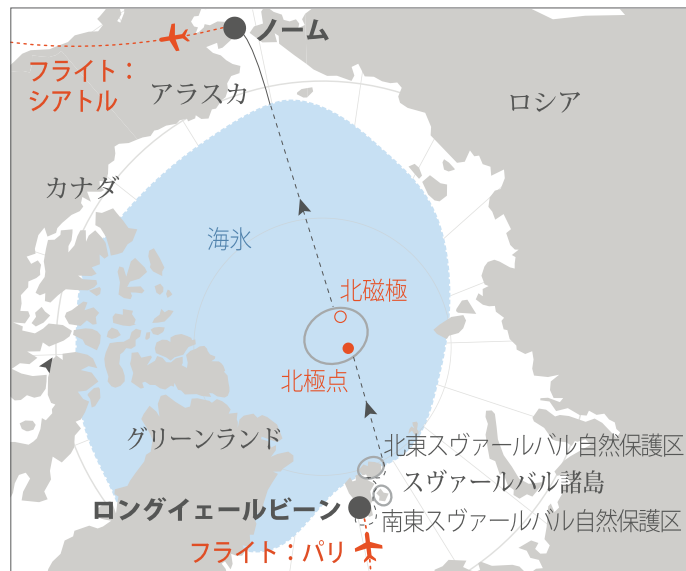 ノーム
フライト：
シアトル
アラスカ
ロシア
カナダ
海氷
北磁極
北極点
グリーンランド
北東スヴァールバル自然保護区
スヴァールバル諸島
ロングイェールビーン
南東スヴァールバル自然保護区
フライト：パリ